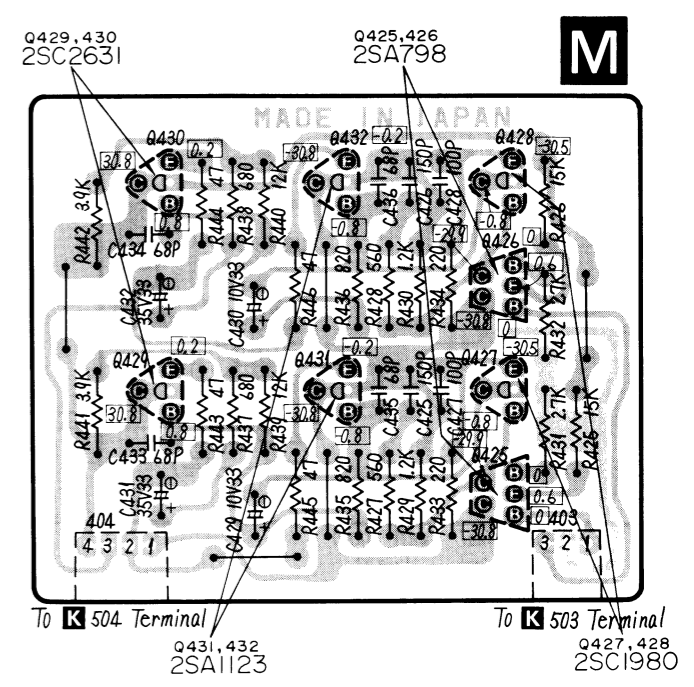 Q429,430
2SC2631
Q425,426
2SA798
M
MADE IN JAPAN
Q430
0.2
Q432
-0.2
Q428
-30.5
30.8
47
680
12K
-30.8
68P
150P
100P
15K
E
C
B
E
C
B
E
C
B
3.9K
R442
0.8
R444
R438
R440
-0.8
C436
C426
C428
-0.8
R426
C434
68P
-29.9
Q426
0
0.6
C432
35V33
C430
10V33
47
820
560
1.2K
220
C
C
B
E
B
2.7K
R446
R436
R428
R430
R434
-30.8
0
R432
Q429
0.2
Q431
-0.2
Q427
-30.5
3.9K
47
680
12K
68P
150P
100P
E
C
B
E
C
B
E
C
B
R441
30.8
0.8
R443
R437
R439
-30.8
-0.8
C435
C425
C427
-0.8
-29.9
2.7K
15K
R431
R425
C433
68P
Q425
C431
35V33
C429
10V33
47
820
560
1.2K
220
C
C
B
E
B
0
0.6
0
R445
R435
R427
R429
R433
-30.8
404
4 3 2 1
403
3 2 1
To K 504 Terminal
To K 503 Terminal
Q431,432
2SA1123
Q427,428
2SC1980